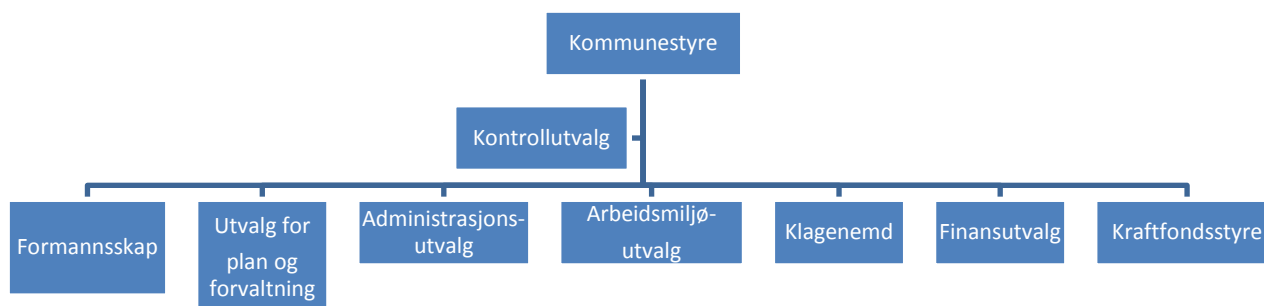 Kommunestyre
Kontrollutvalg
Formannsskap
Utvalg for
plan og
forvaltning
Administrasjons-
utvalg
Arbeidsmiljø-
utvalg
Klagenemd
Finansutvalg
Kraftfondsstyre